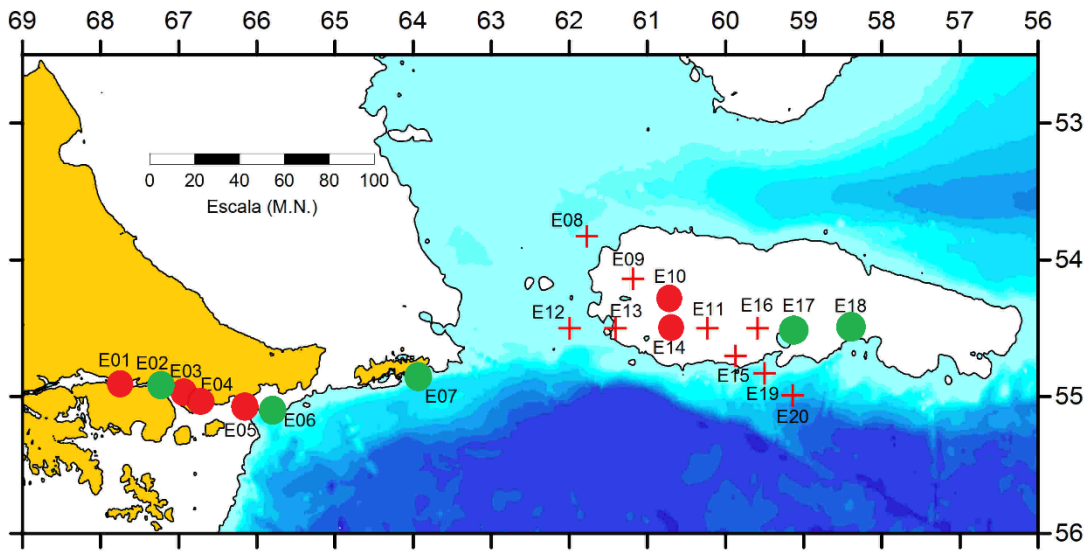 69 68 67 66 65 64 63 62 61 60 59 58 57 56
53
0 20 40 60 80 100
Escala (M.N.)
E08
E09
54
E10
E12 E13 E11 E16 E17 E18
E14
E15
E01 E02 E03
E04
E07
E19
55
E05 E06
E20
56